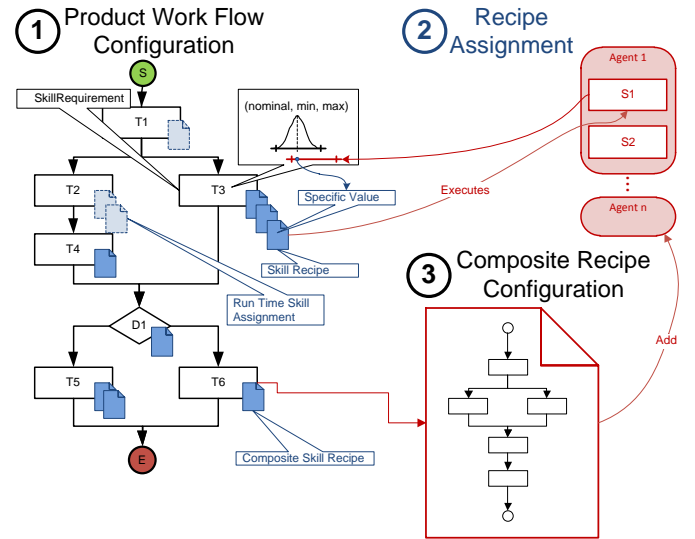 1
Product Work Flow
Configuration
2
Recipe
Assignment
S
SkillRequirement
T1
(nominal, min, max)
Agent 1
S1
S2
T2
T3
Executes
Specific Value
Agent n
T4
Skill Recipe
Run Time Skill
Assignment
3
Composite Recipe
Configuration
D1
Add
T5
T6
E
Composite Skill Recipe